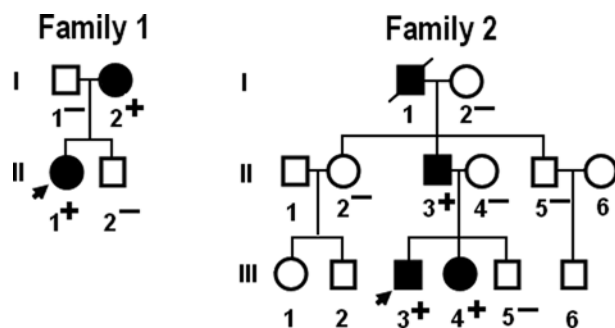 Family 1 Family 2
I I
1− 2+ 1 2−
II II
1+ 2− 1 2− 3+ 4− 5− 6
III
1 2 3+ 4+ 5− 6